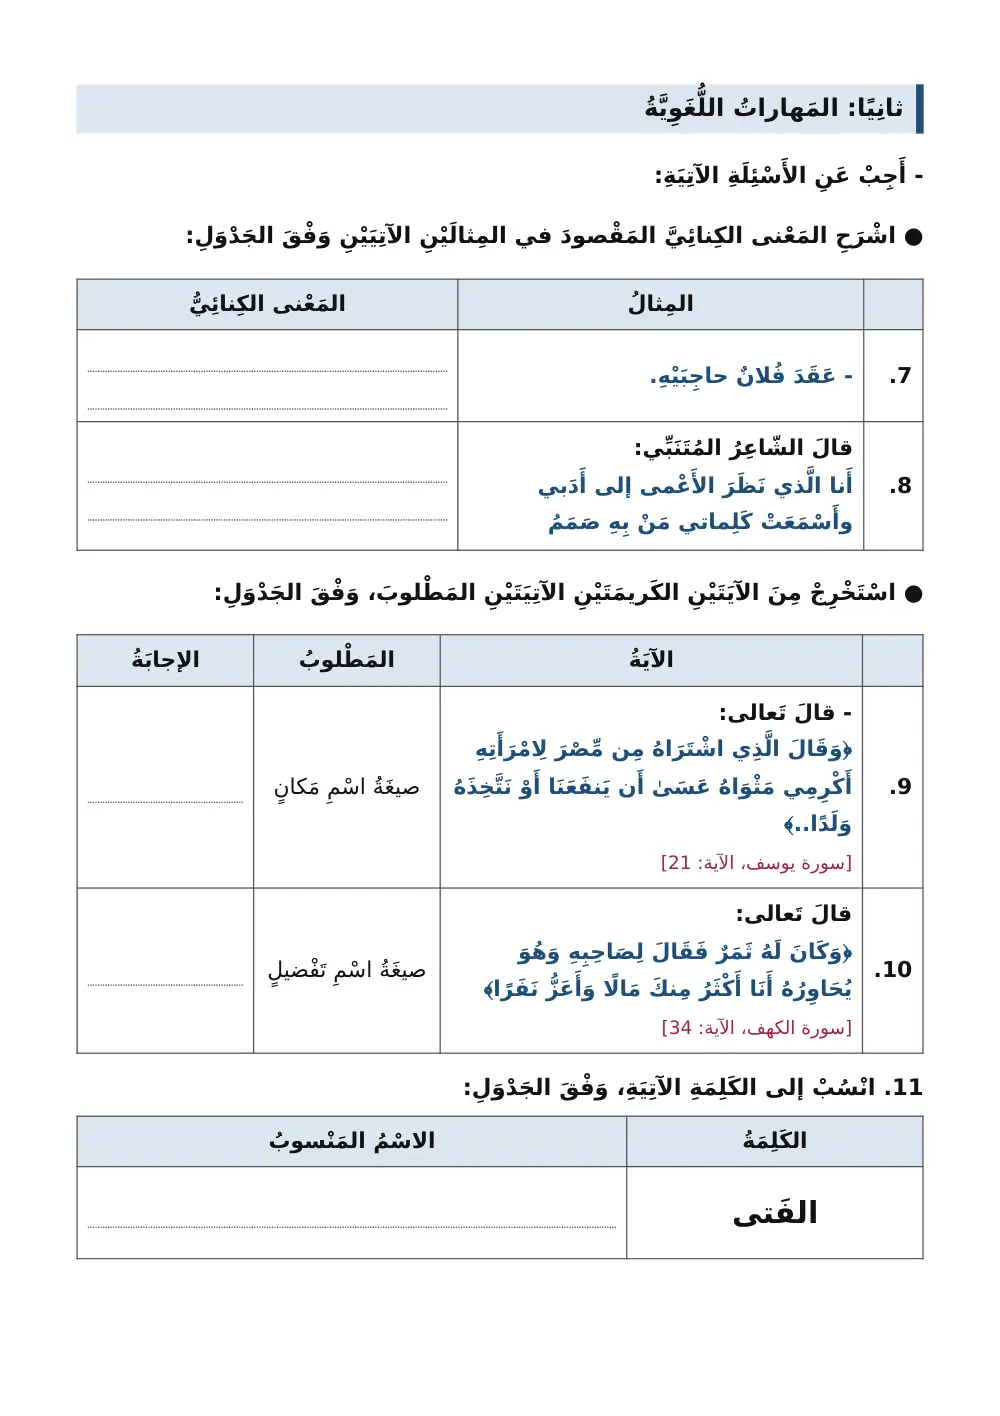 ثانِيًا: المَهاراتُ اللُّغَوِيَّةُ
- أَجِبْ عَنِ الأَسْئِلَةِ الآتِيَةِ:
● اشْرَحِ المَعْنى الكِنائِيَّ المَقْصودَ في المِثالَيْنِ الآتِيَيْنِ وَفْقَ الجَدْوَلِ:
المِثالُ
المَعْنى الكِنائِيُّ
7.
- عَقَدَ فُلانٌ حاجِبَيْهِ.
8.
قالَ الشّاعِرُ المُتَنَبِّي:
أَنا الَّذي نَظَرَ الأَعْمى إلى أَدَبي
وأَسْمَعَتْ كَلِماتي مَنْ بِهِ صَمَمُ
● اسْتَخْرِجْ مِنَ الآيَتَيْنِ الكَريمَتَيْنِ الآتِيَتَيْنِ المَطْلوبَ، وَفْقَ الجَدْوَلِ:
الآيَةُ
المَطْلوبُ
الإجابَةُ
9.
- قالَ تَعالى:
﴿وَقَالَ الَّذِي اشْتَرَاهُ مِن مِّصْرَ لِامْرَأَتِهِ
أَكْرِمِي مَثْوَاهُ عَسَىٰ أَن يَنفَعَنَا أَوْ نَتَّخِذَهُ
وَلَدًا..﴾
[سورة يوسف، الآية: 21]
صيغَةُ اسْمِ مَكانٍ
10.
قالَ تَعالى:
﴿وَكَانَ لَهُ ثَمَرٌ فَقَالَ لِصَاحِبِهِ وَهُوَ
يُحَاوِرُهُ أَنَا أَكْثَرُ مِنكَ مَالًا وَأَعَزُّ نَفَرًا﴾
[سورة الكهف، الآية: 34]
صيغَةُ اسْمِ تَفْضيلٍ
11. انْسُبْ إلى الكَلِمَةِ الآتِيَةِ، وَفْقَ الجَدْوَلِ:
الكَلِمَةُ
الاسْمُ المَنْسوبُ
الفَتى